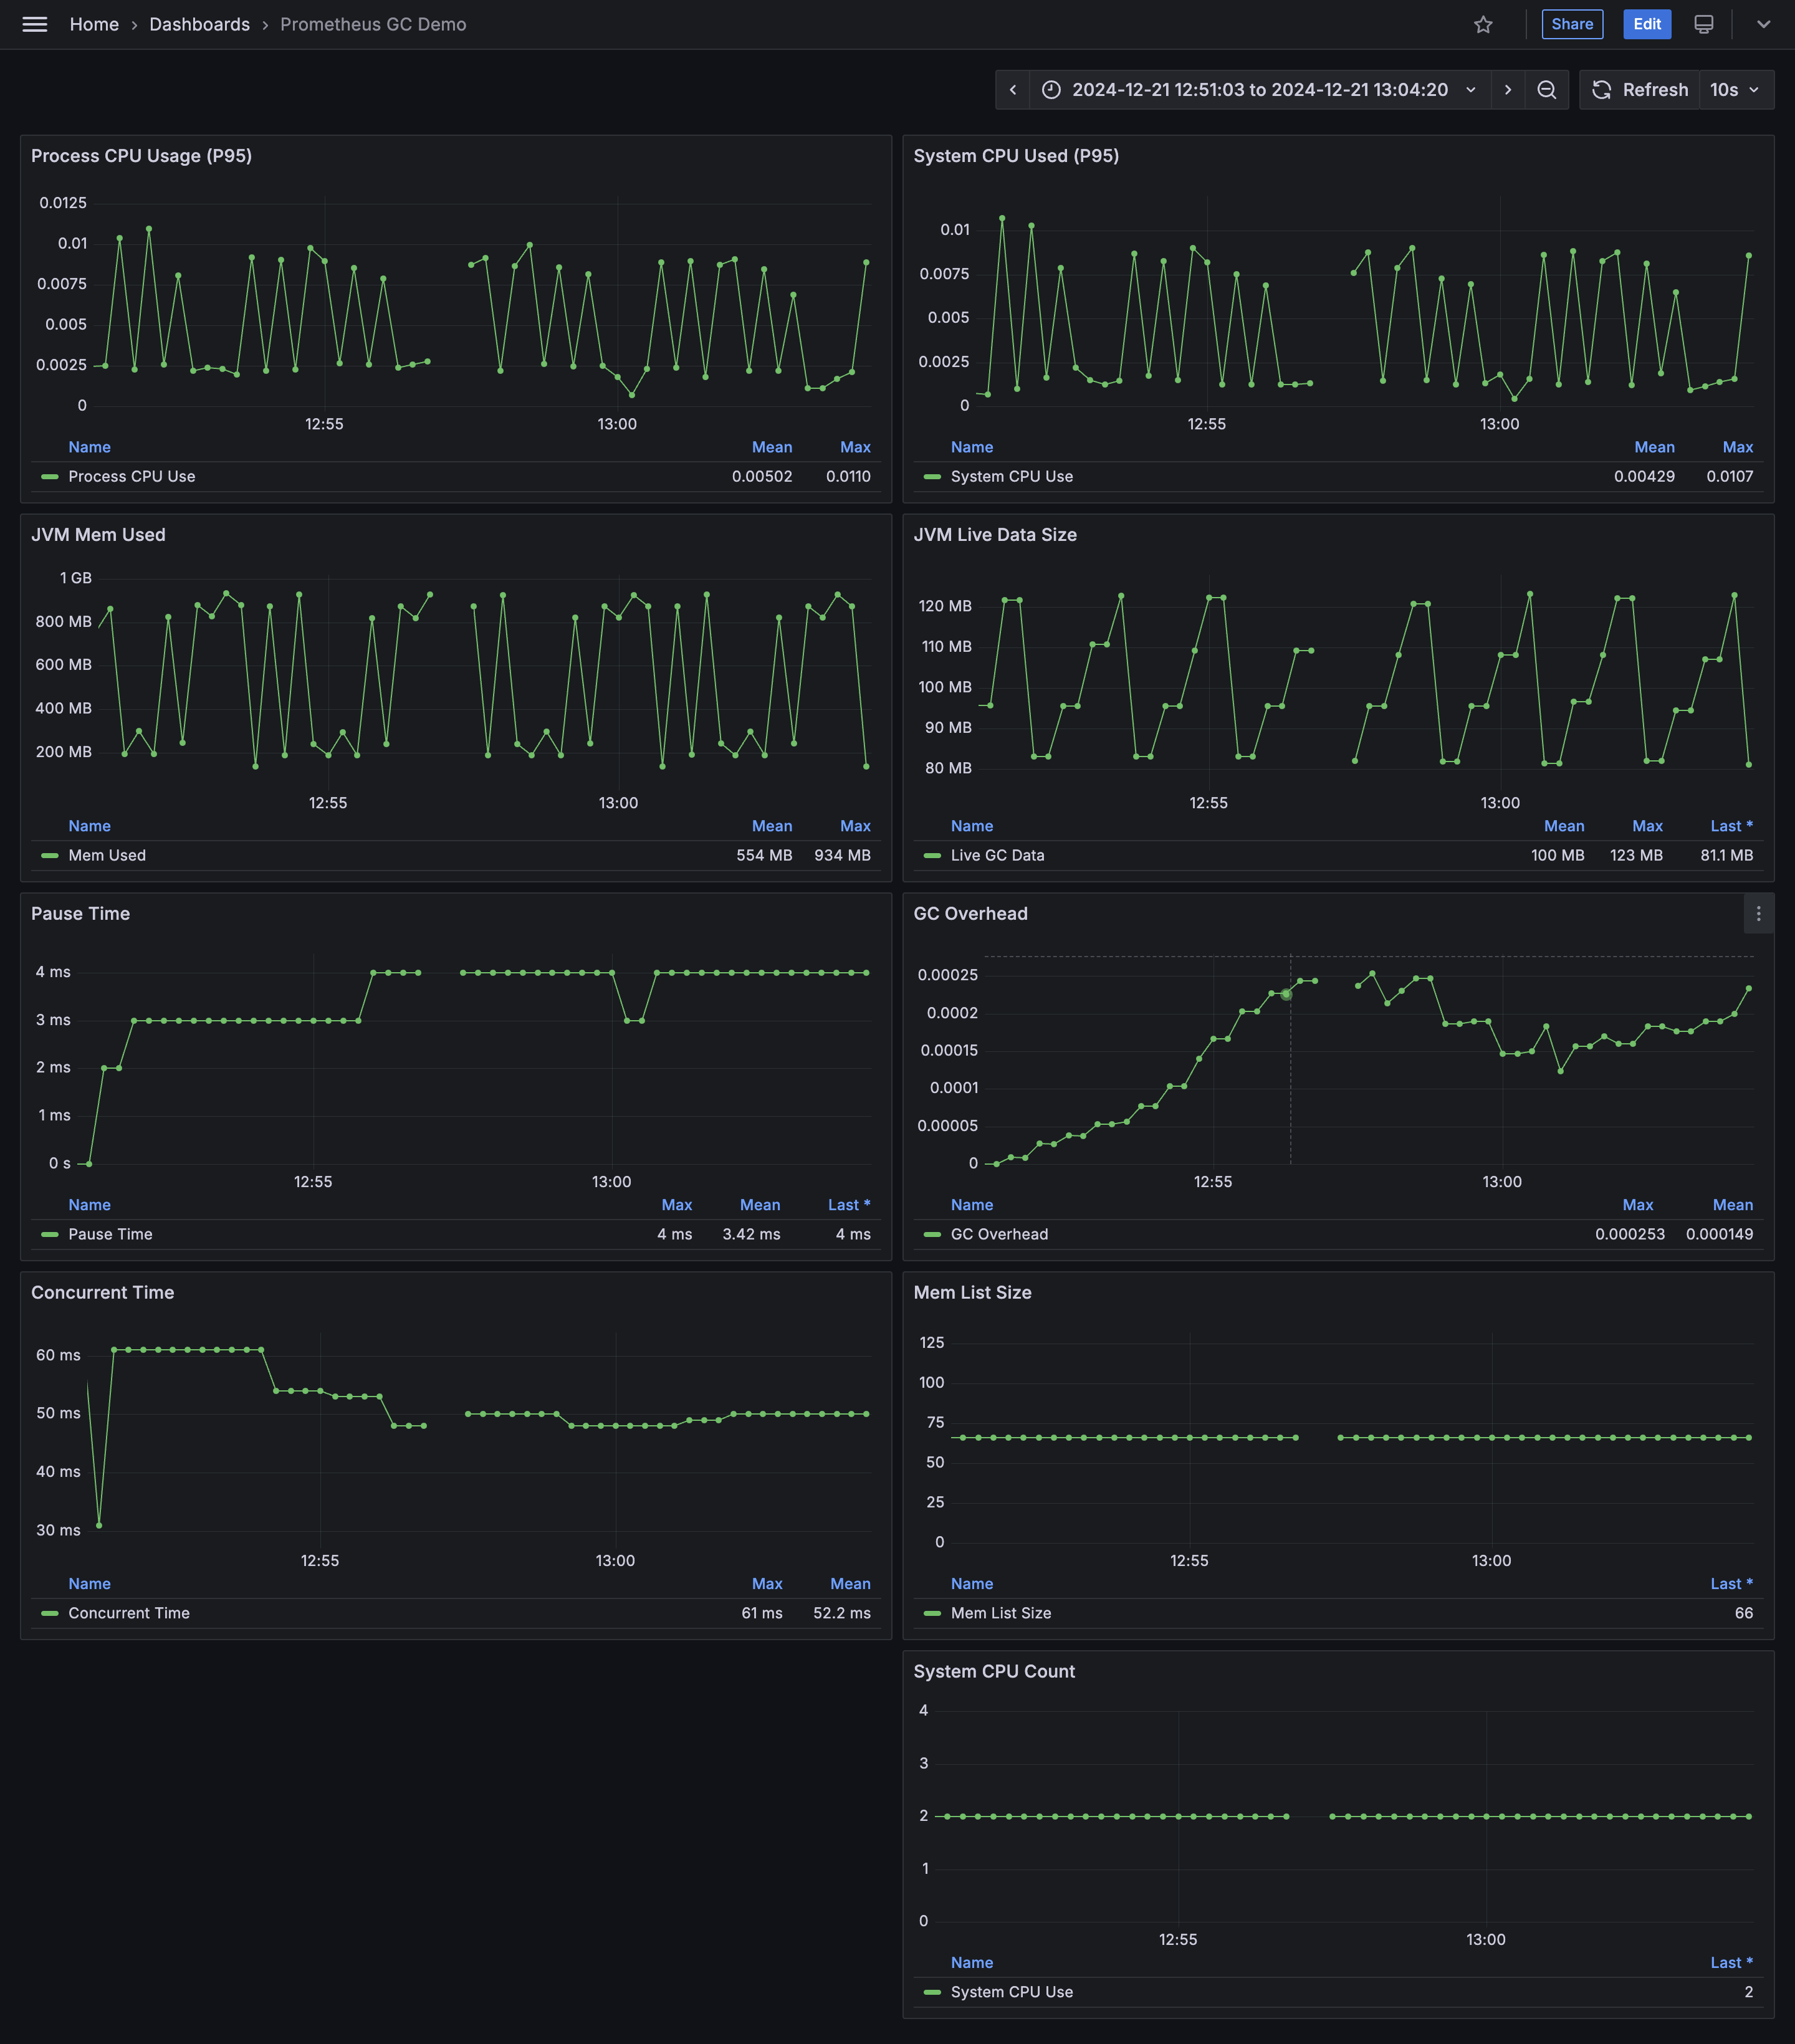 Home › Dashboards › Prometheus GC Demo
Share
Edit
2024-12-21 12:51:03 to 2024-12-21 13:04:20
Refresh
10s
Process CPU Usage (P95)
0.0125
0.01
0.0075
0.005
0.0025
0
12:55 13:00
Name Mean Max
Process CPU Use 0.00502 0.0110
System CPU Used (P95)
0.01
0.0075
0.005
0.0025
0
12:55 13:00
Name Mean Max
System CPU Use 0.00429 0.0107
JVM Mem Used
1 GB
800 MB
600 MB
400 MB
200 MB
12:55 13:00
Name Mean Max
Mem Used 554 MB 934 MB
JVM Live Data Size
120 MB
110 MB
100 MB
90 MB
80 MB
12:55 13:00
Name Mean Max Last *
Live GC Data 100 MB 123 MB 81.1 MB
Pause Time
4 ms
3 ms
2 ms
1 ms
0 s
12:55 13:00
Name Max Mean Last *
Pause Time 4 ms 3.42 ms 4 ms
GC Overhead
0.00025
0.0002
0.00015
0.0001
0.00005
0
12:55 13:00
Name Max Mean
GC Overhead 0.000253 0.000149
Concurrent Time
60 ms
50 ms
40 ms
30 ms
12:55 13:00
Name Max Mean
Concurrent Time 61 ms 52.2 ms
Mem List Size
125
100
75
50
25
0
12:55 13:00
Name Last *
Mem List Size 66
System CPU Count
4
3
2
1
0
12:55 13:00
Name Last *
System CPU Use 2